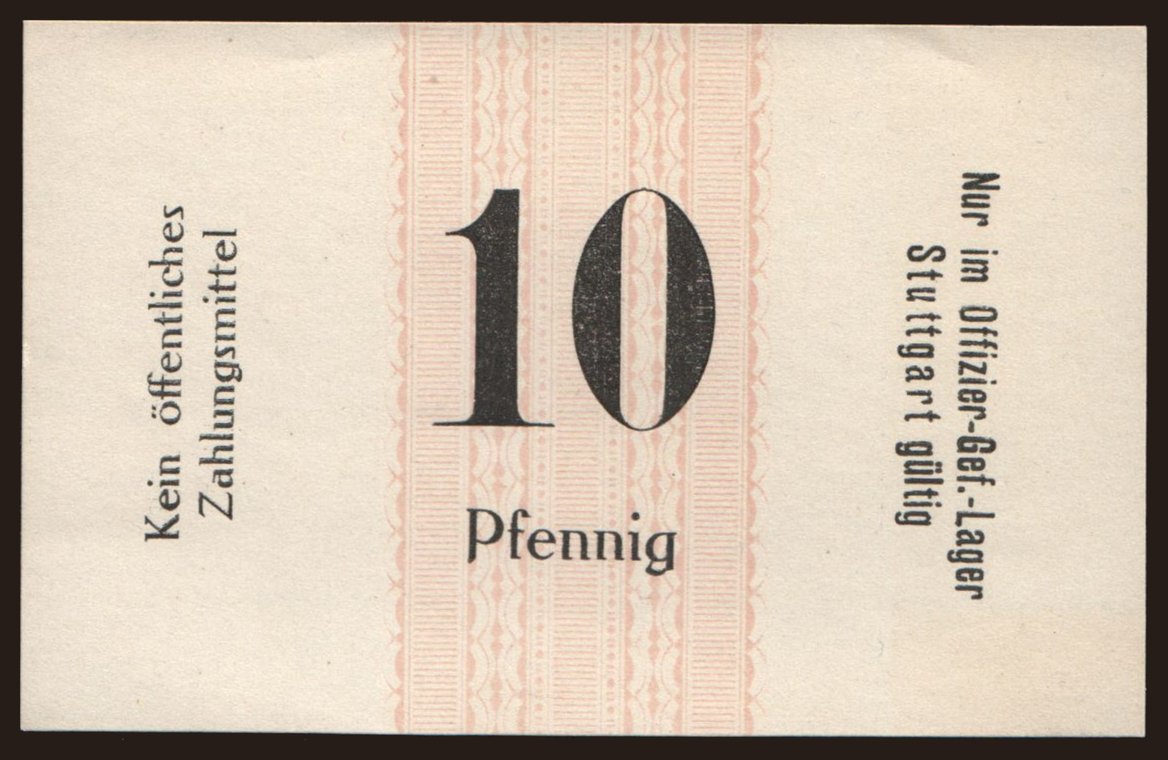 Kein öffentliches
Zahlungsmittel
10
Pfennig
Nur im Offizier-Gef.-Lager
Stuttgart gültig